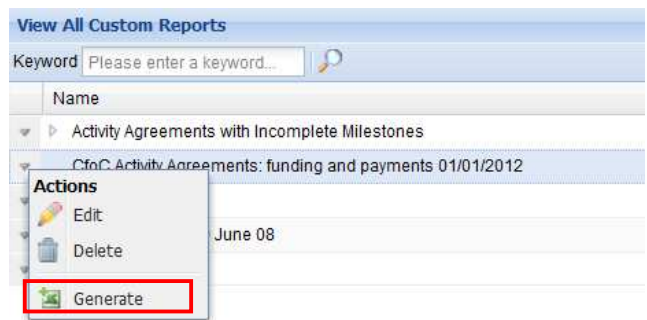 View All Custom Reports
Keyword Please enter a keyword...
Name
Activity Agreements with Incomplete Milestones
CfoC Activity Agreements: funding and payments 01/01/2012
Actions
Edit
June 08
Delete
Generate